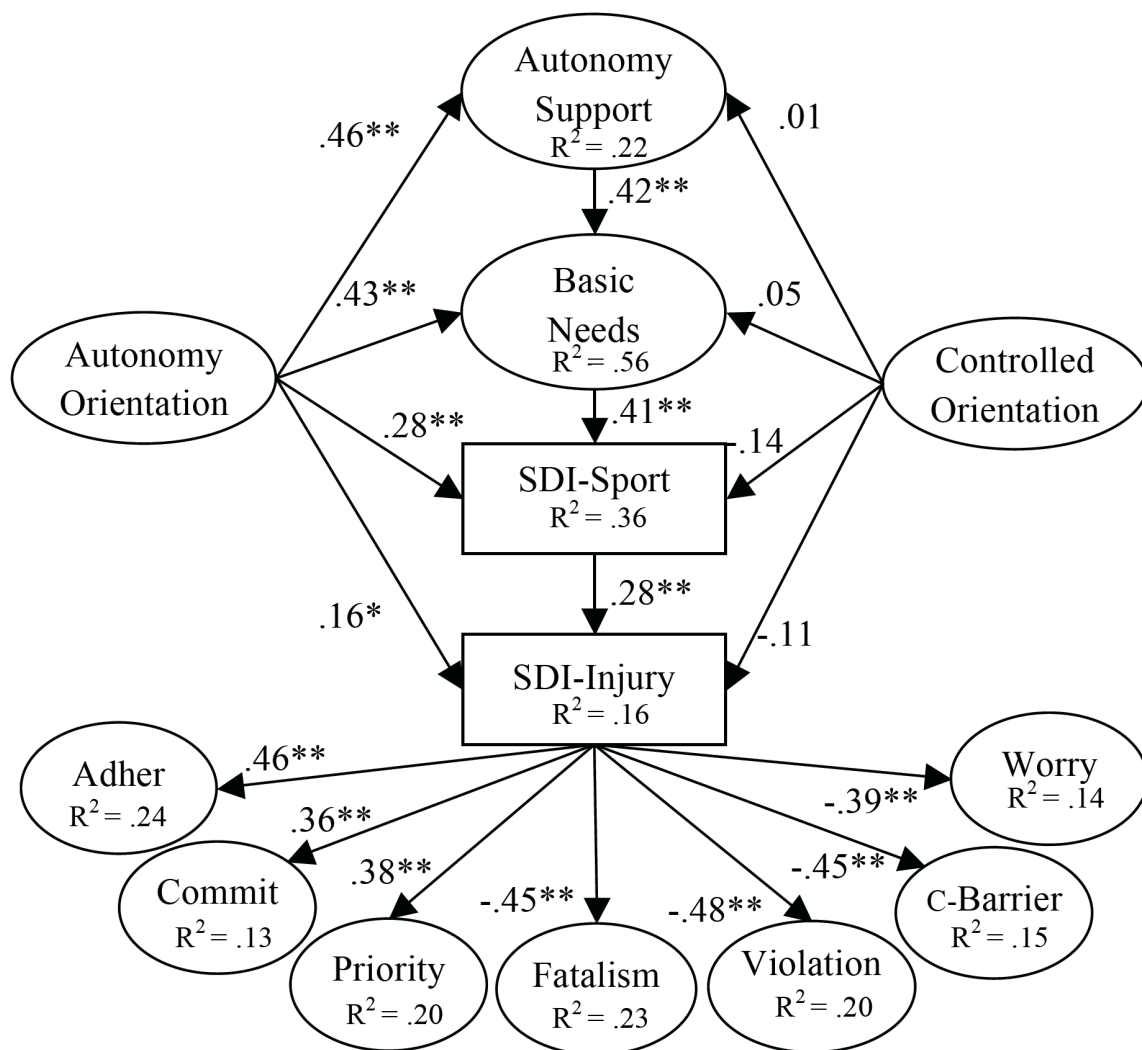 Autonomy
Support
R² = .22
.46**
.01
.42**
Basic
Needs
R² = .56
.43**
.05
Autonomy
Orientation
Controlled
Orientation
.28**
.41**
-.14
SDI-Sport
R² = .36
.16*
.28**
-.11
SDI-Injury
R² = .16
Adher
R² = .24
.46**
-.39**
Worry
R² = .14
Commit
R² = .13
.36**
-.45**
C-Barrier
R² = .15
.38**
-.45**
-.48**
Priority
R² = .20
Fatalism
R² = .23
Violation
R² = .20